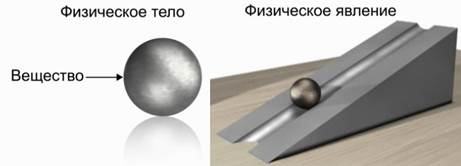 Физическое тело
Физическое явление
Вещество